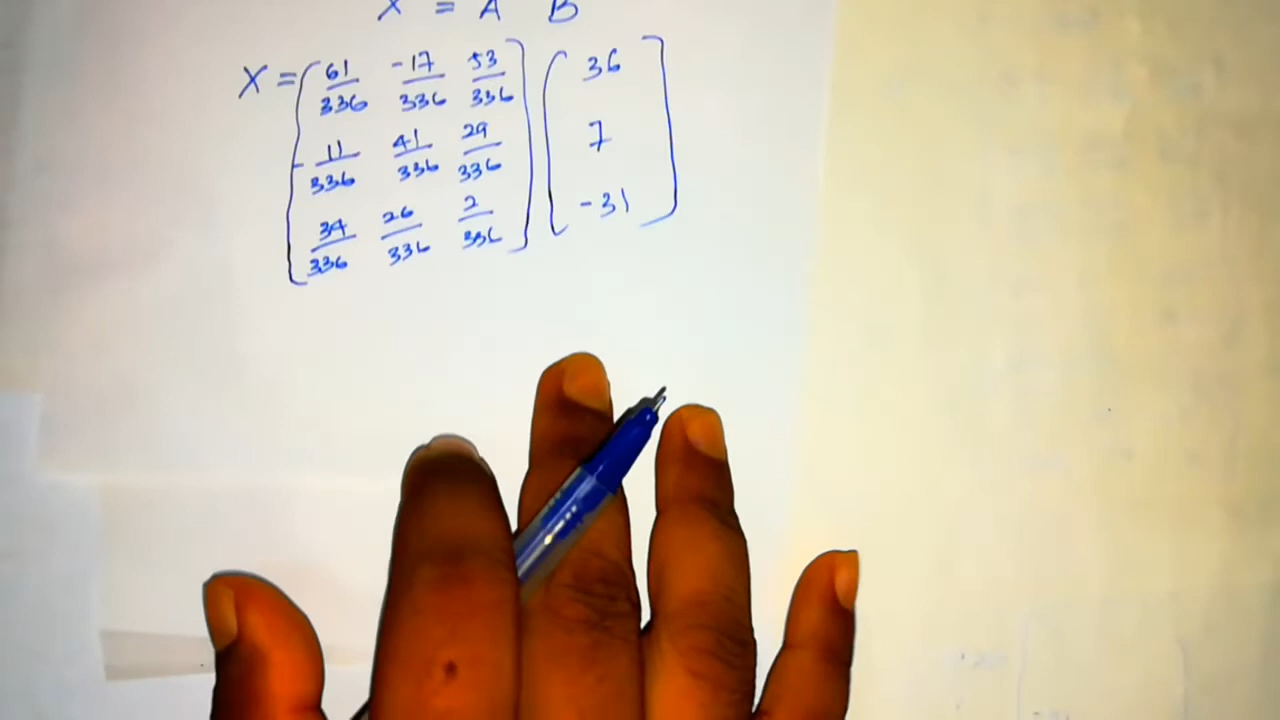 X = A B
X = [ 61/336 -17/336 53/336 ] [ 36 ]
[ -11/336 41/336 29/336 ] [ 7 ]
[ 34/336 26/336 2/336 ] [ -31 ]